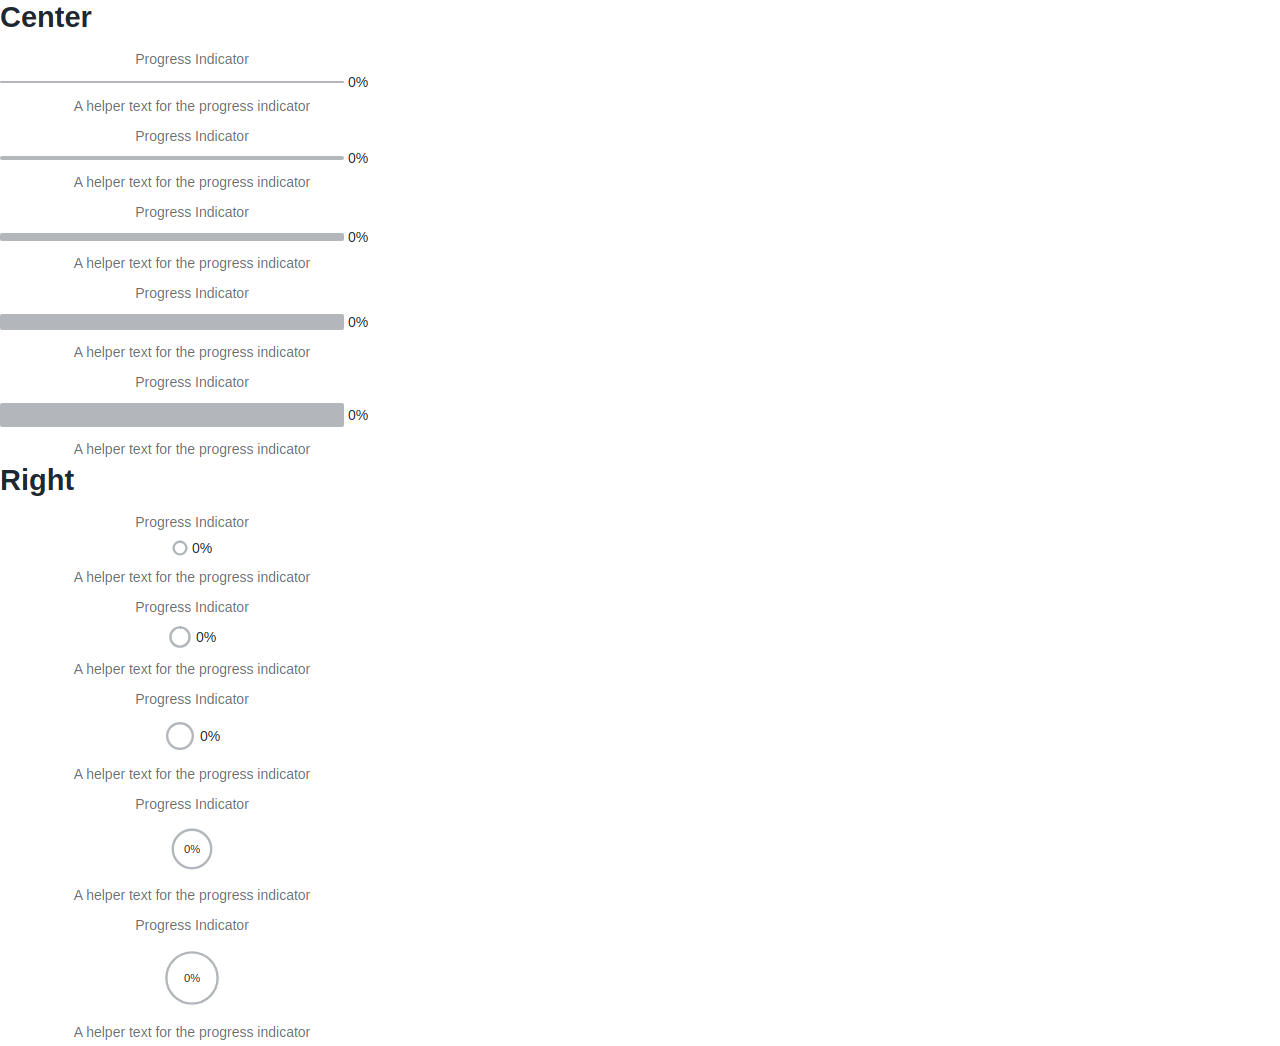 Center
Progress Indicator
0%
A helper text for the progress indicator
Progress Indicator
0%
A helper text for the progress indicator
Progress Indicator
0%
A helper text for the progress indicator
Progress Indicator
0%
A helper text for the progress indicator
Progress Indicator
0%
A helper text for the progress indicator
Right
Progress Indicator
0%
A helper text for the progress indicator
Progress Indicator
0%
A helper text for the progress indicator
Progress Indicator
0%
A helper text for the progress indicator
Progress Indicator
0%
A helper text for the progress indicator
Progress Indicator
0%
A helper text for the progress indicator